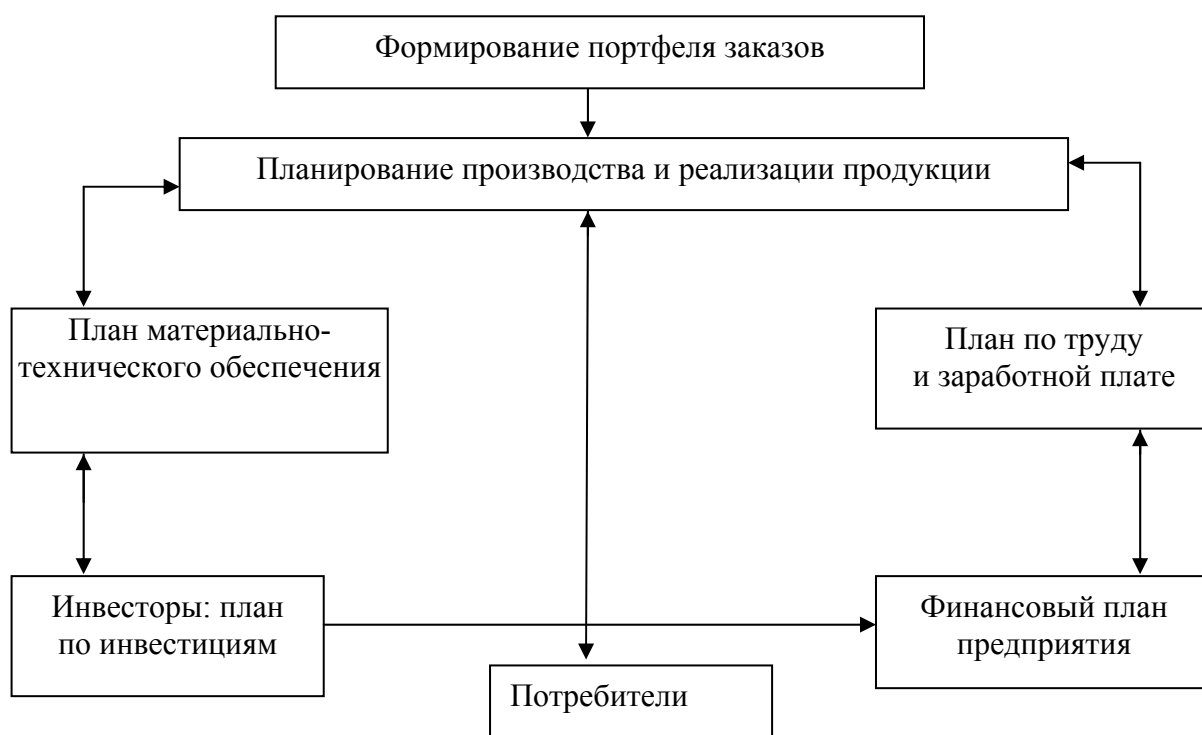 Формирование портфеля заказов
Планирование производства и реализации продукции
План материально-
технического обеспечения
План по труду
и заработной плате
Инвесторы: план
по инвестициям
Финансовый план
предприятия
Потребители